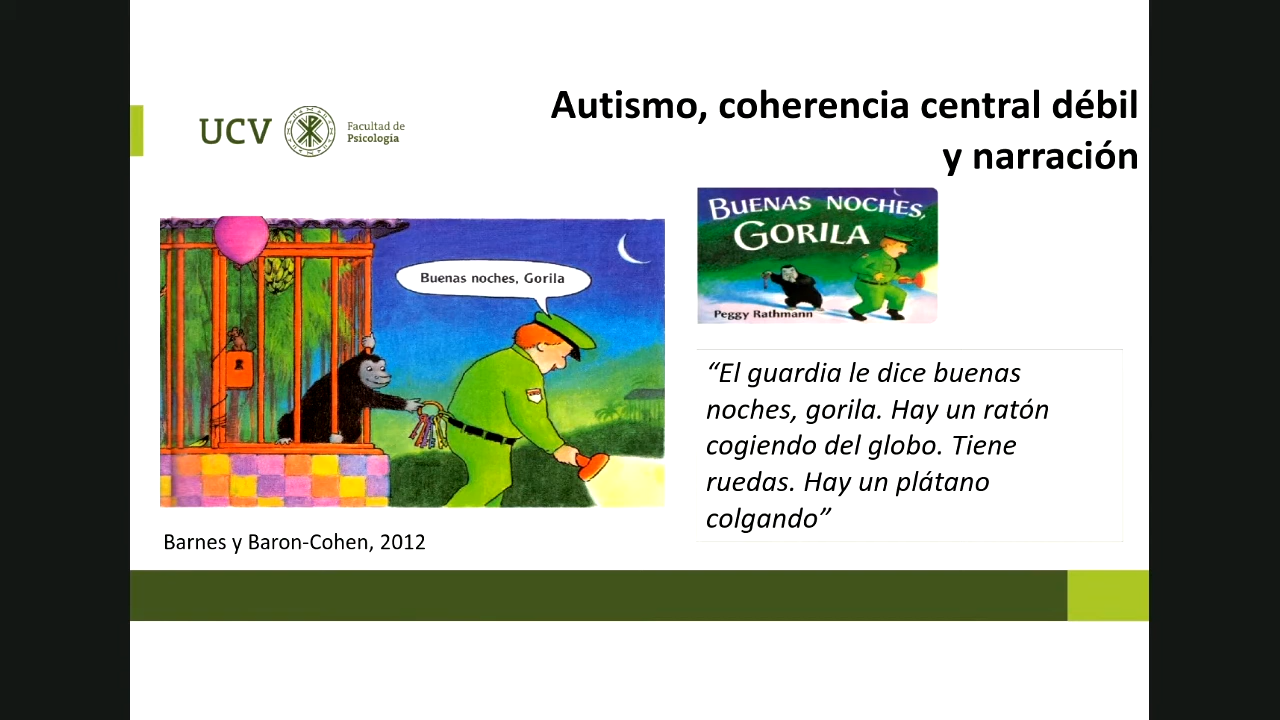 Autismo, coherencia central débil
y narración
UCV
Facultad de
Psicología
BUENAS NOCHES,
GORILA
Peggy Rathmann
Buenas noches, Gorila
“El guardia le dice buenas
noches, gorila. Hay un ratón
cogiendo del globo. Tiene
ruedas. Hay un plátano
colgando”
Barnes y Baron-Cohen, 2012